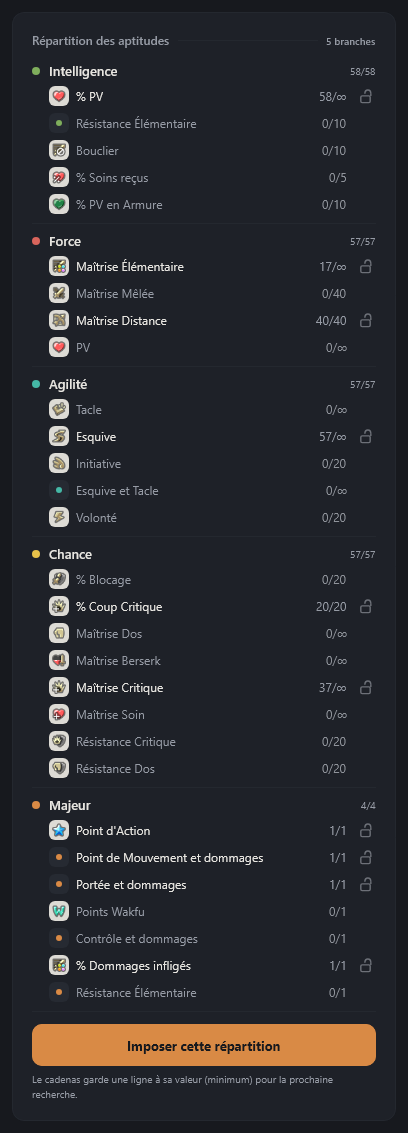 Répartition des aptitudes 5 branches
Intelligence 58/58
% PV 58/∞
Résistance Élémentaire 0/10
Bouclier 0/10
% Soins reçus 0/5
% PV en Armure 0/10
Force 57/57
Maîtrise Élémentaire 17/∞
Maîtrise Mêlée 0/40
Maîtrise Distance 40/40
PV 0/∞
Agilité 57/57
Tacle 0/∞
Esquive 57/∞
Initiative 0/20
Esquive et Tacle 0/∞
Volonté 0/20
Chance 57/57
% Blocage 0/20
% Coup Critique 20/20
Maîtrise Dos 0/∞
Maîtrise Berserk 0/∞
Maîtrise Critique 37/∞
Maîtrise Soin 0/∞
Résistance Critique 0/20
Résistance Dos 0/20
Majeur 4/4
Point d'Action 1/1
Point de Mouvement et dommages 1/1
Portée et dommages 1/1
Points Wakfu 0/1
Contrôle et dommages 0/1
% Dommages infligés 1/1
Résistance Élémentaire 0/1
Imposer cette répartition
Le cadenas garde une ligne à sa valeur (minimum) pour la prochaine
recherche.